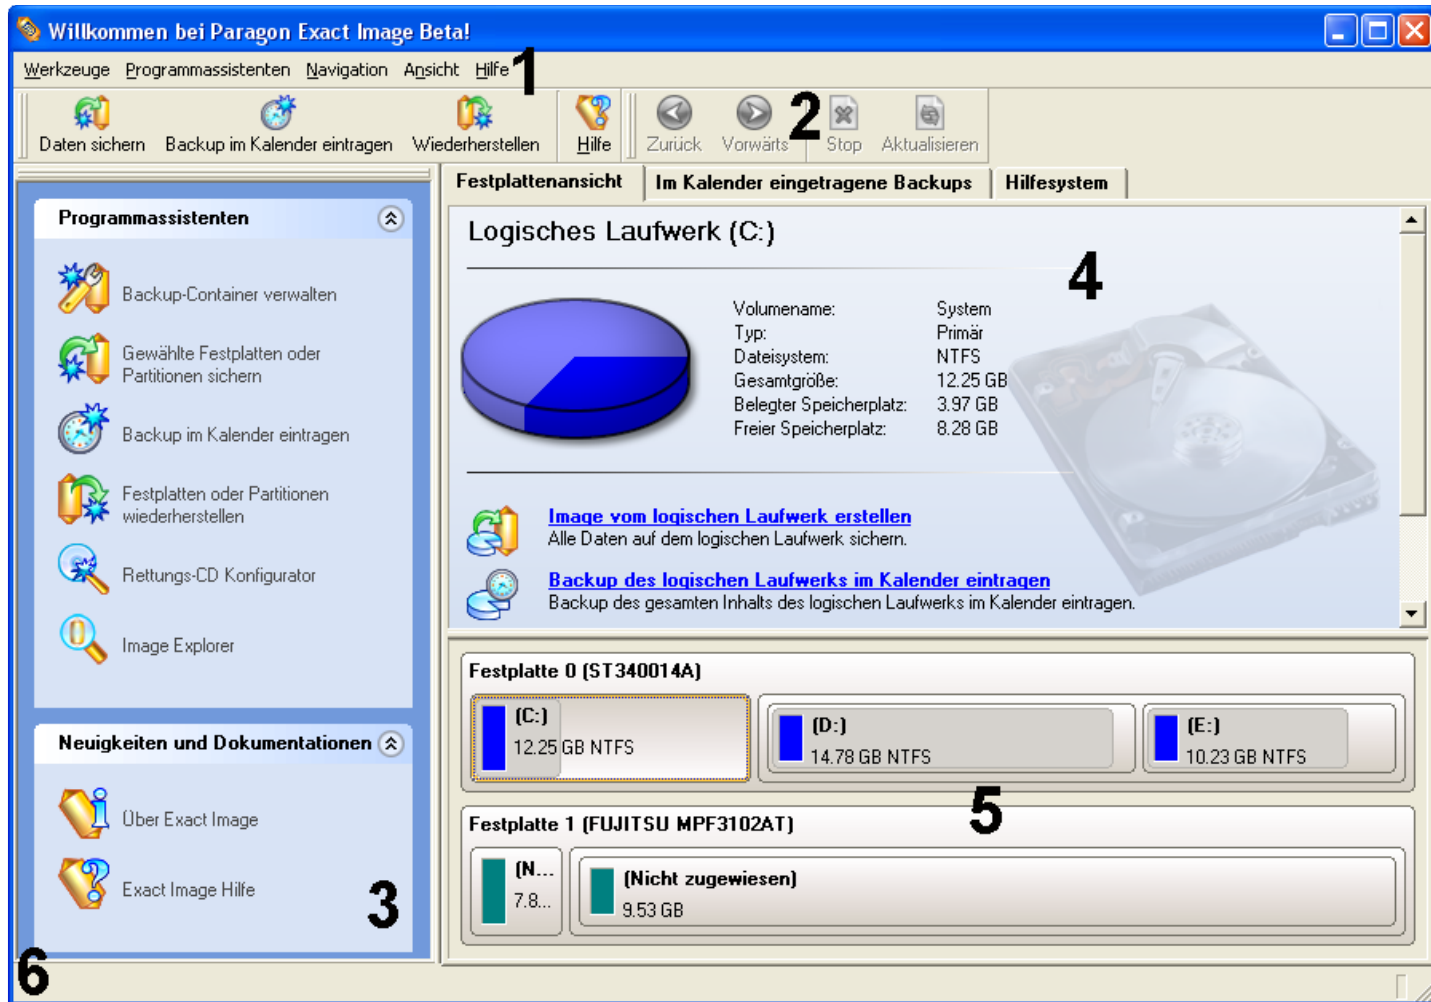 Willkommen bei Paragon Exact Image Beta!
Werkzeuge Programmassistenten Navigation Ansicht Hilfe 1
Daten sichern Backup im Kalender eintragen Wiederherstellen Hilfe Zurück Vorwärts 2 Stop Aktualisieren
Programmassistenten
Backup-Container verwalten
Gewählte Festplatten oder
Partitionen sichern
Backup im Kalender eintragen
Festplatten oder Partitionen
wiederherstellen
Rettungs-CD Konfigurator
Image Explorer
Neuigkeiten und Dokumentationen
Über Exact Image
Exact Image Hilfe
3
Festplattenansicht Im Kalender eingetragene Backups Hilfesystem
Logisches Laufwerk (C:)
4
Volumename: System
Typ: Primär
Dateisystem: NTFS
Gesamtgröße: 12.25 GB
Belegter Speicherplatz: 3.97 GB
Freier Speicherplatz: 8.28 GB
Image vom logischen Laufwerk erstellen
Alle Daten auf dem logischen Laufwerk sichern.
Backup des logischen Laufwerks im Kalender eintragen
Backup des gesamten Inhalts des logischen Laufwerks im Kalender eintragen.
Festplatte 0 (ST340014A)
(C:)
12.25 GB NTFS
(D:)
14.78 GB NTFS
(E:)
10.23 GB NTFS
5
Festplatte 1 (FUJITSU MPF3102AT)
(N...
7.8...
(Nicht zugewiesen)
9.53 GB
6